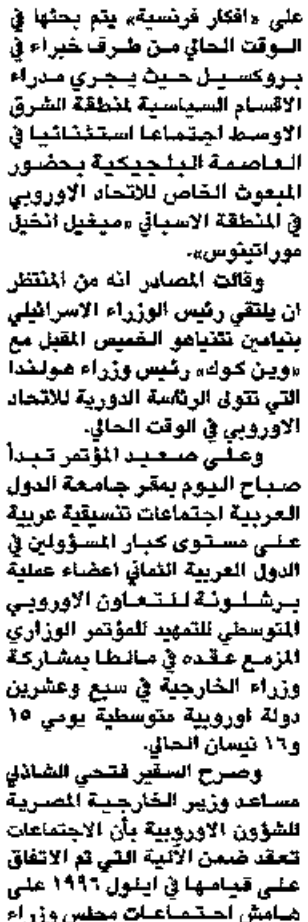 على «افكار فرنسية» يتم بحثها في
الوقت الحالي من طرف خبراء في
بروكسيل حيث يجري مدراء
الاقسام السياسية لمنطقة الشرق
الاوسط اجتماعا استثنائيا في
العاصمة البلجيكية بحضور
المبعوث الخاص للاتحاد الاوروبي
في المنطقة الاسباني «ميغيل انخيل
موراتينوس».
وقالت المصادر انه من المنتظر
ان يلتقي رئيس الوزراء الاسرائيلي
بنيامين نتنياهو الخميس المقبل مع
«وين كوك» رئيس وزراء هولندا
التي تتولى الرئاسة الدورية للاتحاد
الاوروبي في الوقت الحالي.
وعلى صعيد المؤتمر تبدأ
صباح اليوم بمقر جامعة الدول
العربية اجتماعات تنسيقية عربية
على مستوى كبار المسؤولين في
الدول العربية الثماني اعضاء عملية
برشلونة للتعاون الاوروبي
المتوسطي للتمهيد للمؤتمر الوزاري
المزمع عقده في مالطا بمشاركة
وزراء الخارجية في سبع وعشرين
دولة اوروبية متوسطية يومي ١٥
و١٦ نيسان الحالي.
وصرح السفير فتحي الشاذلي
مساعد وزير الخارجية المصرية
للشؤون الاوروبية بأن الاجتماعات
تعقد ضمن الآلية التي تم الاتفاق
على قيامها في ايلول ١٩٩٦ على
هامش اجتماعات مجلس وزراء